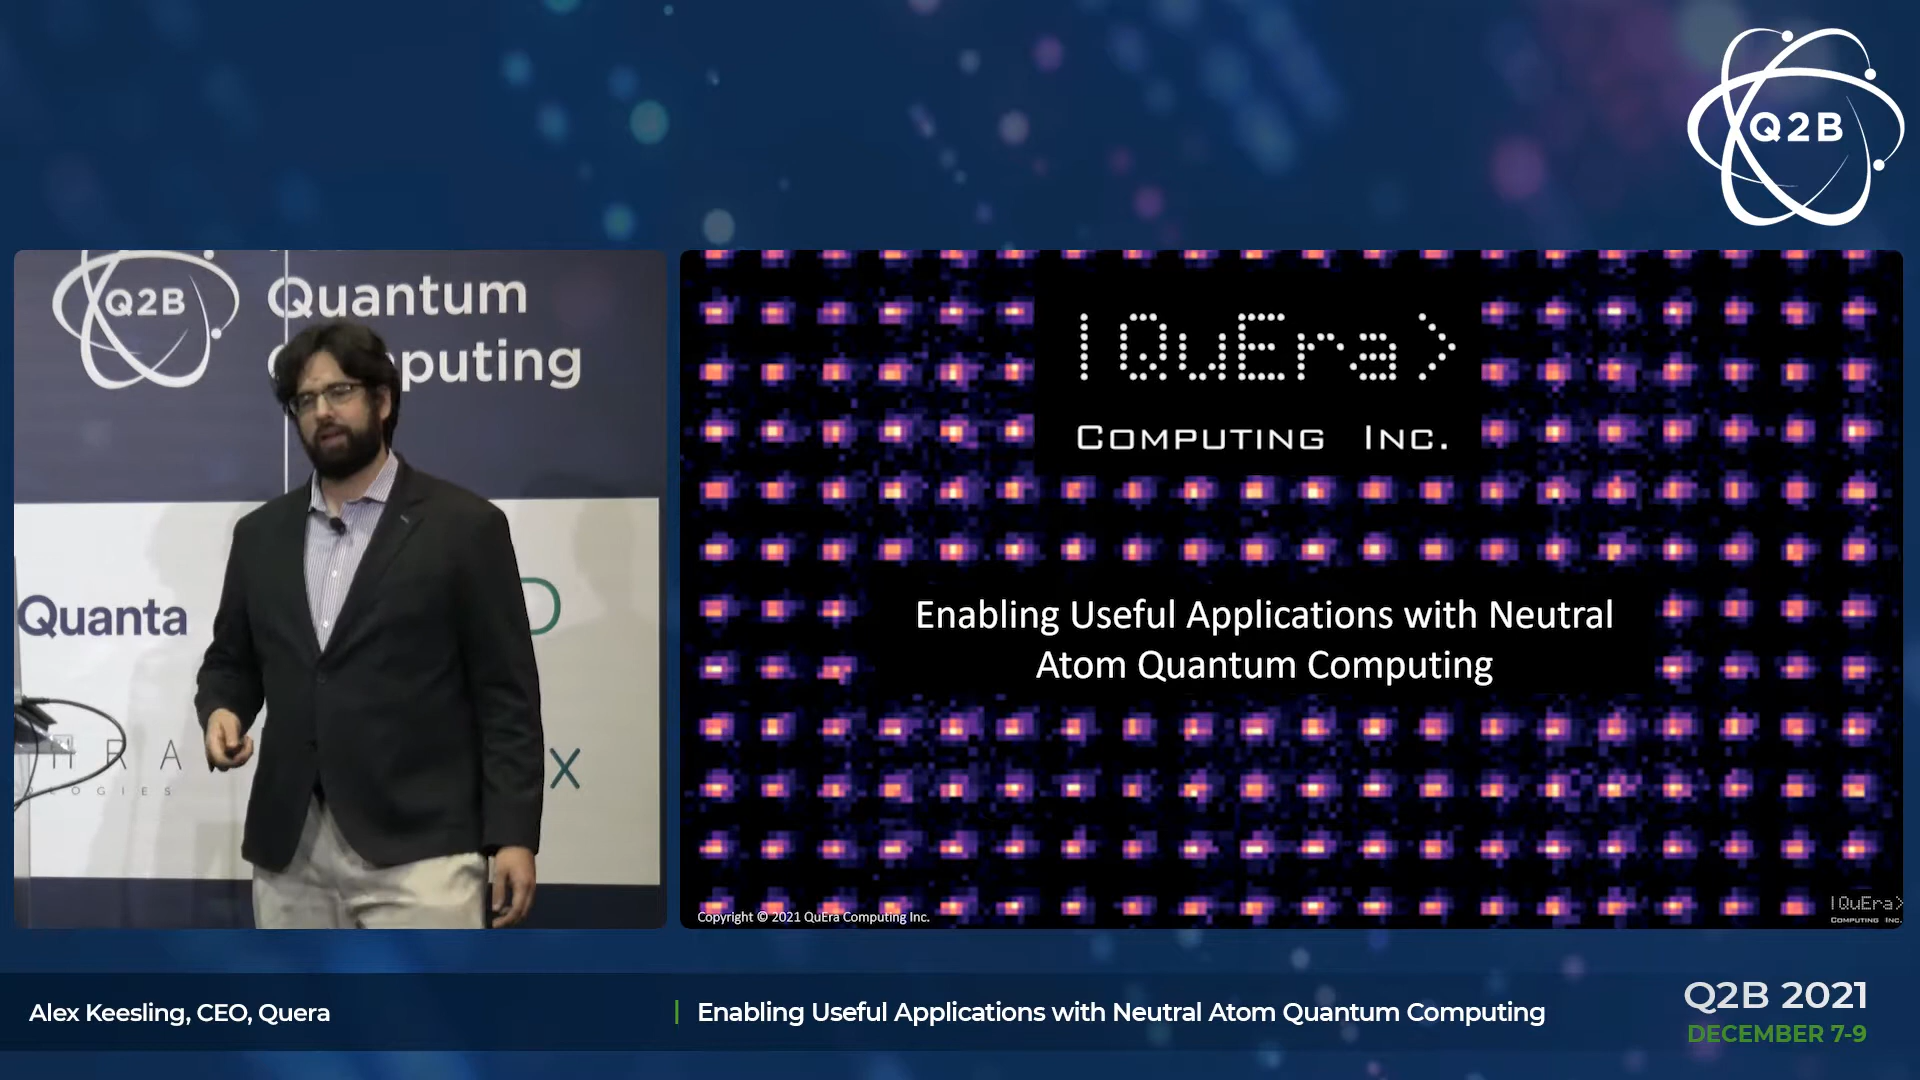 Q2B
Q2B
Quantum
Quanta
|QuEra>
COMPUTING INC.
Enabling Useful Applications with Neutral
Atom Quantum Computing
Copyright © 2021 QuEra Computing Inc.
|QuEra>
COMPUTING INC.
Alex Keesling, CEO, Quera
Enabling Useful Applications with Neutral Atom Quantum Computing
Q2B 2021
DECEMBER 7-9